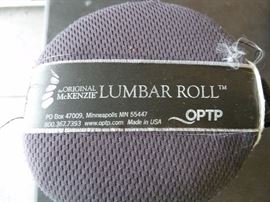 The ORIGINAL
McKENZIE® LUMBAR ROLL™
PO Box 47009, Minneapolis MN 55447
800.367.7393 www.optp.com Made in USA
OPTP